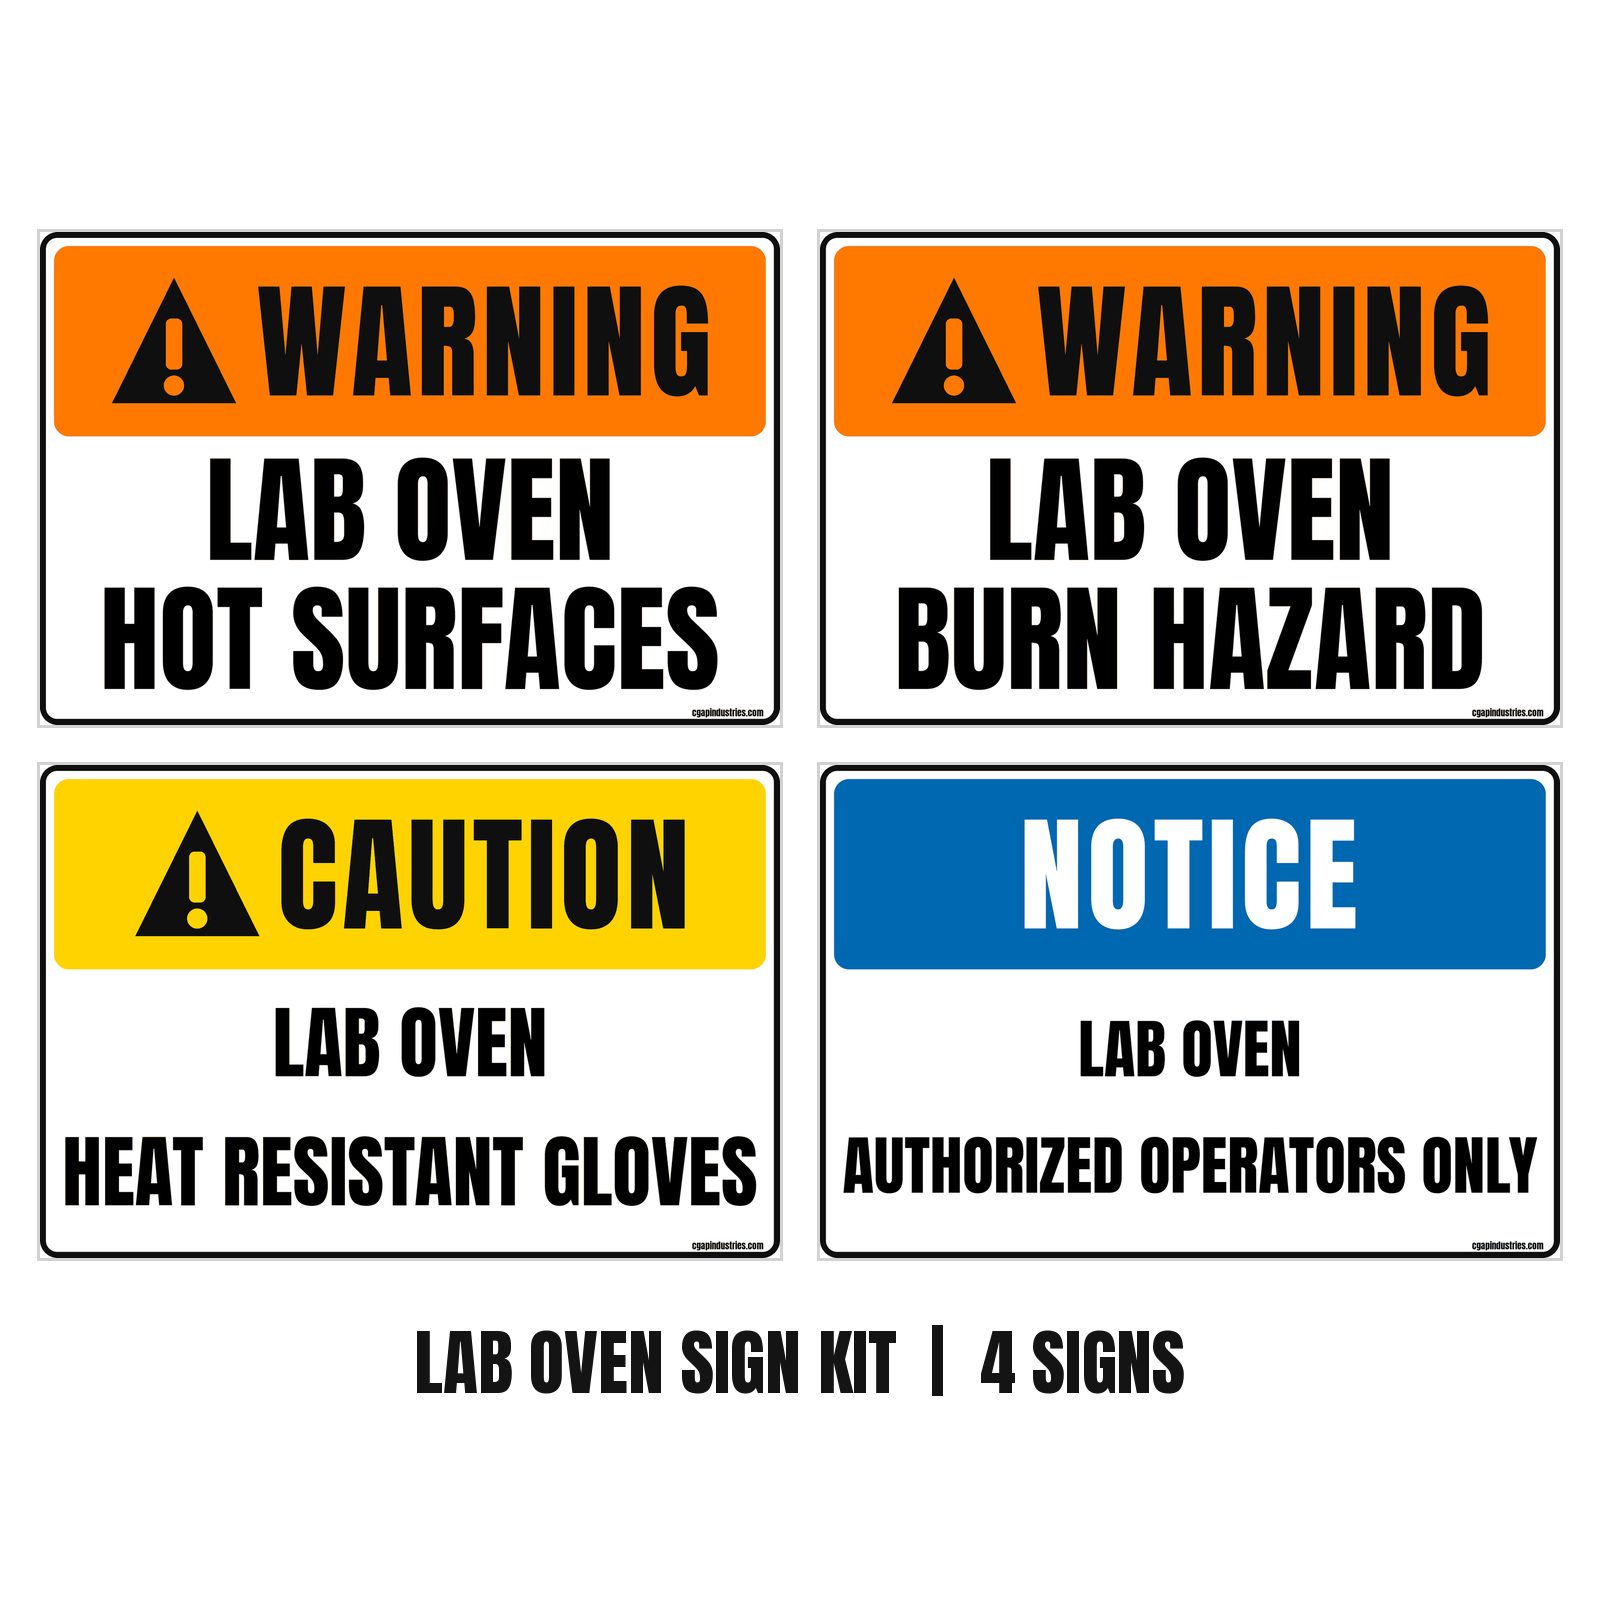 WARNING
LAB OVEN
HOT SURFACES
cgapindustries.com
WARNING
LAB OVEN
BURN HAZARD
cgapindustries.com
CAUTION
LAB OVEN
HEAT RESISTANT GLOVES
cgapindustries.com
NOTICE
LAB OVEN
AUTHORIZED OPERATORS ONLY
cgapindustries.com
LAB OVEN SIGN KIT | 4 SIGNS